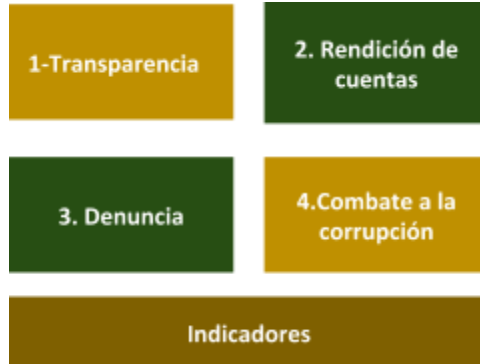 1-Transparencia
2. Rendición de
cuentas
3. Denuncia
4.Combate a la
corrupción
Indicadores